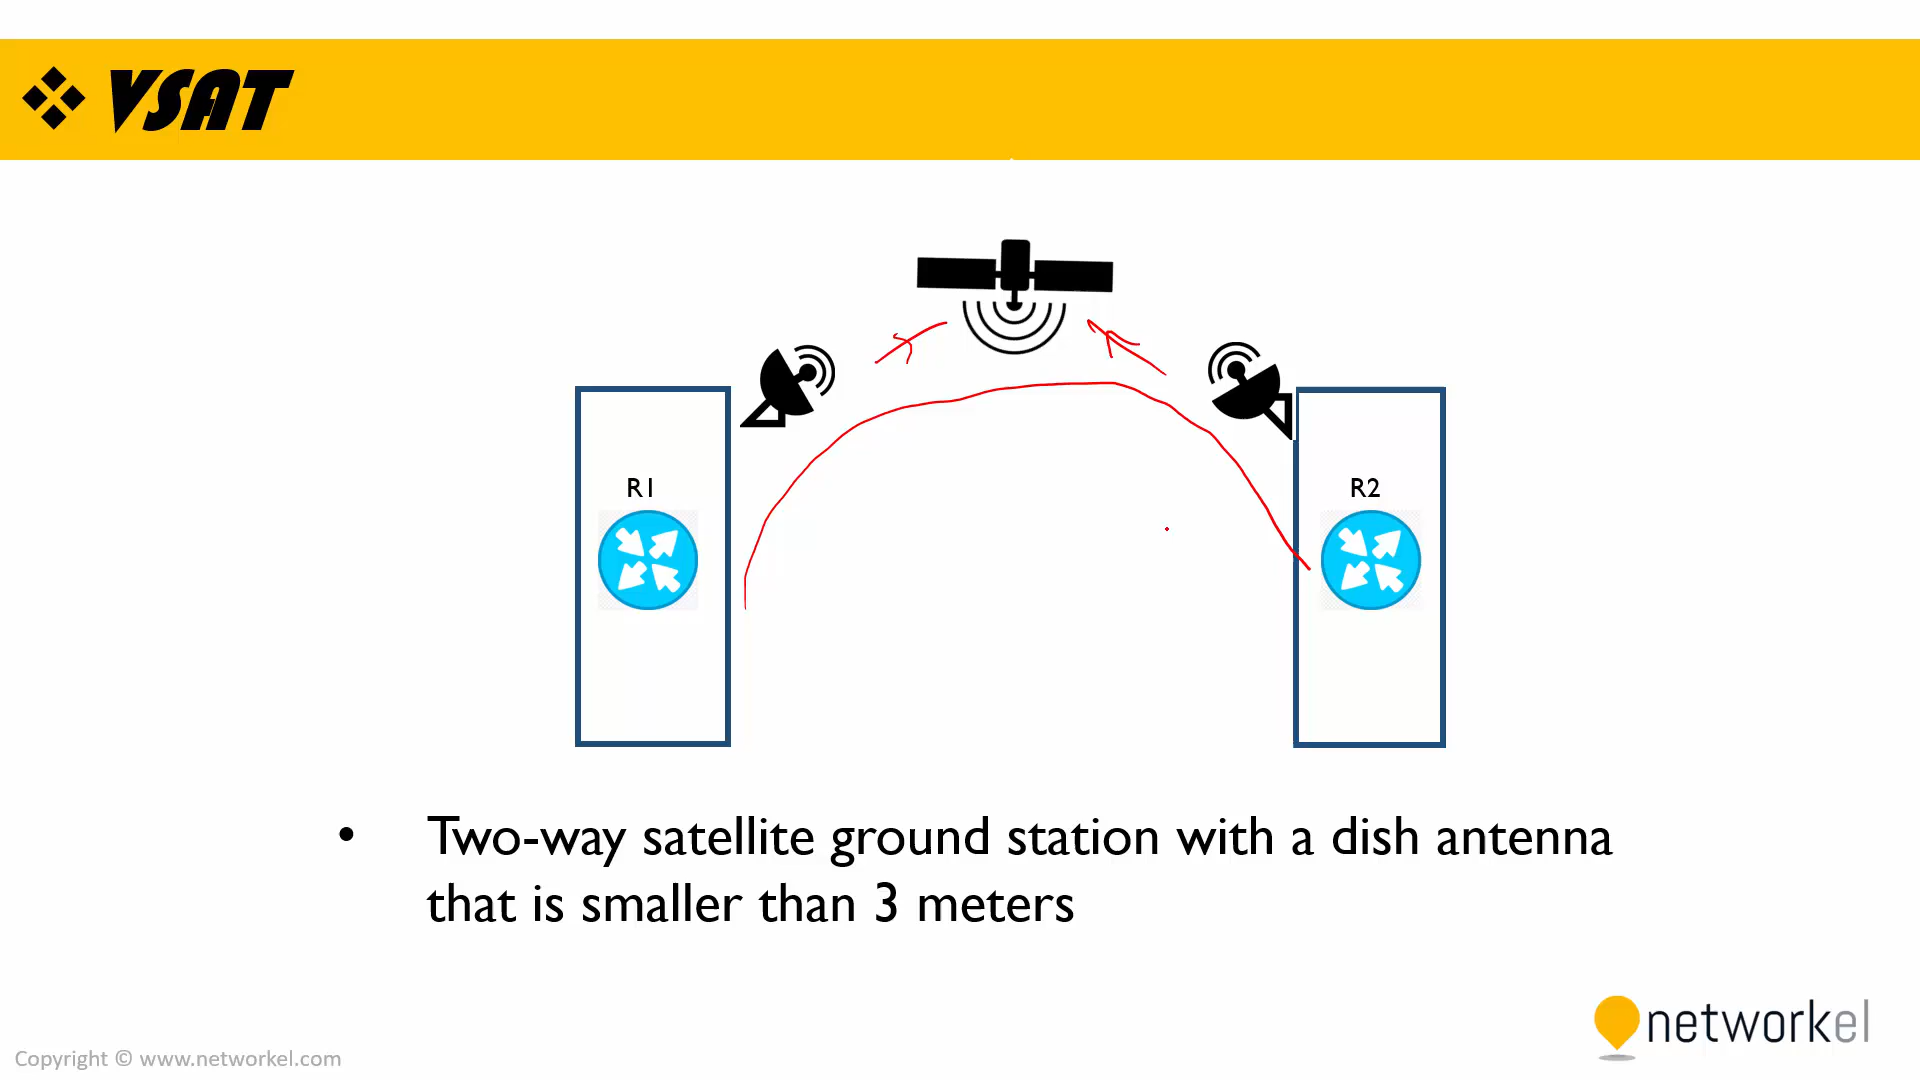 VSAT
R1
R2
• Two-way satellite ground station with a dish antenna
that is smaller than 3 meters
networkel
Copyright © www.networkel.com